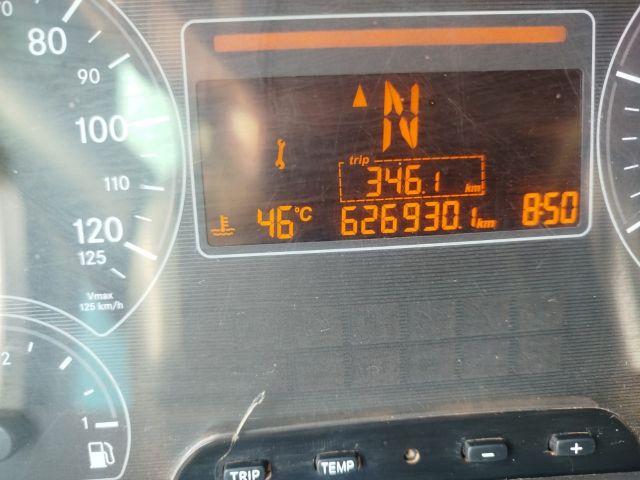 80
90
100
110
120
125
Vmax
125 km/h
N
trip
346.1 km
46°C 626930.1 km 8:50
1
TRIP TEMP - +